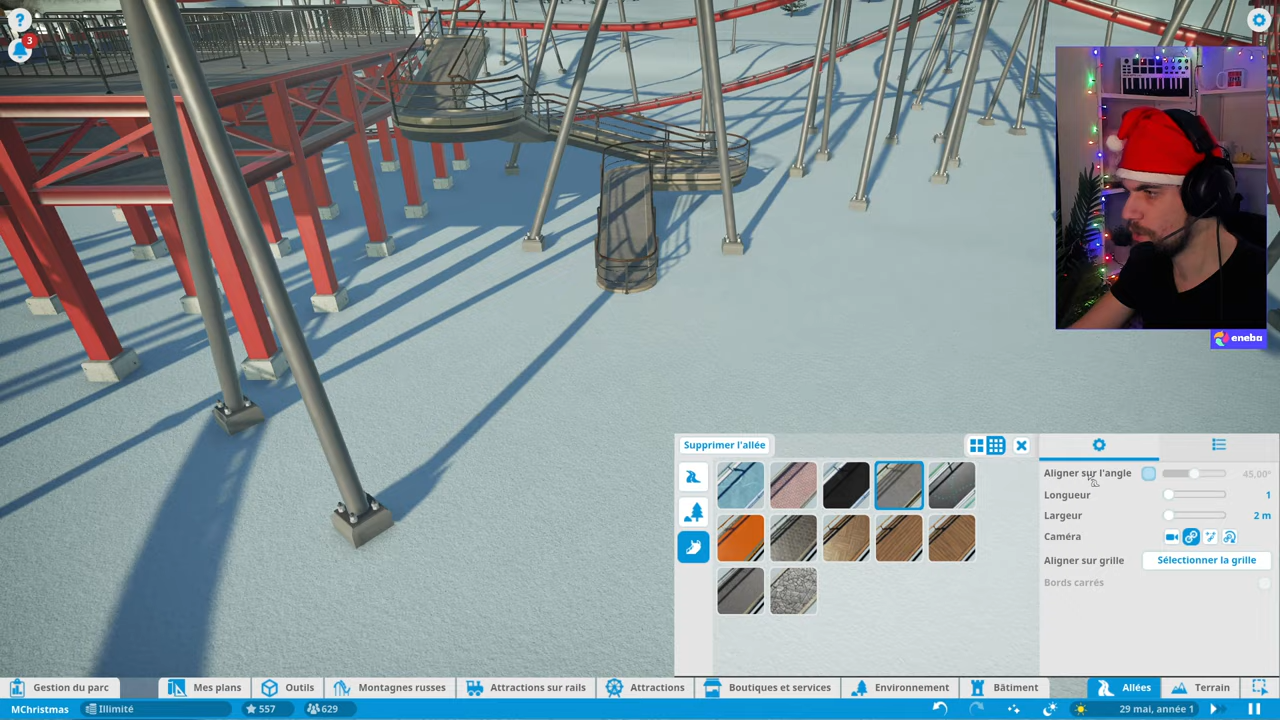 ?
3
eneba
Supprimer l'allée
Aligner sur l'angle
45,00°
Longueur
1
Largeur
2 m
Caméra
Aligner sur grille
Sélectionner la grille
Bords carrés
Gestion du parc
Mes plans
Outils
Montagnes russes
Attractions sur rails
Attractions
Boutiques et services
Environnement
Bâtiment
Allées
Terrain
MChristmas
Illimité
557
629
29 mai, année 1